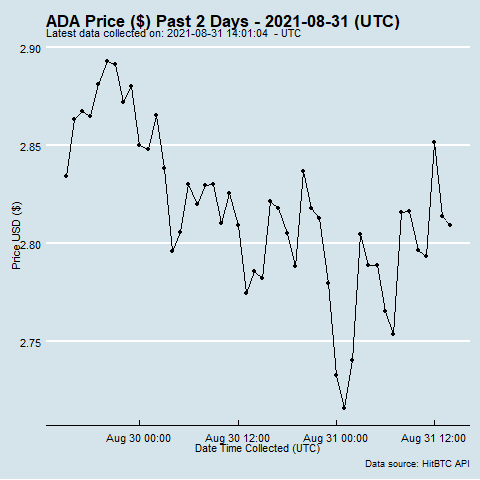 ADA Price ($) Past 2 Days - 2021-08-31 (UTC)
Latest data collected on: 2021-08-31 14:01:04 - UTC
2.90
2.85
2.80
2.75
Price USD ($)
Aug 30 00:00 Aug 30 12:00 Aug 31 00:00 Aug 31 12:00
Date Time Collected (UTC)
Data source: HitBTC API